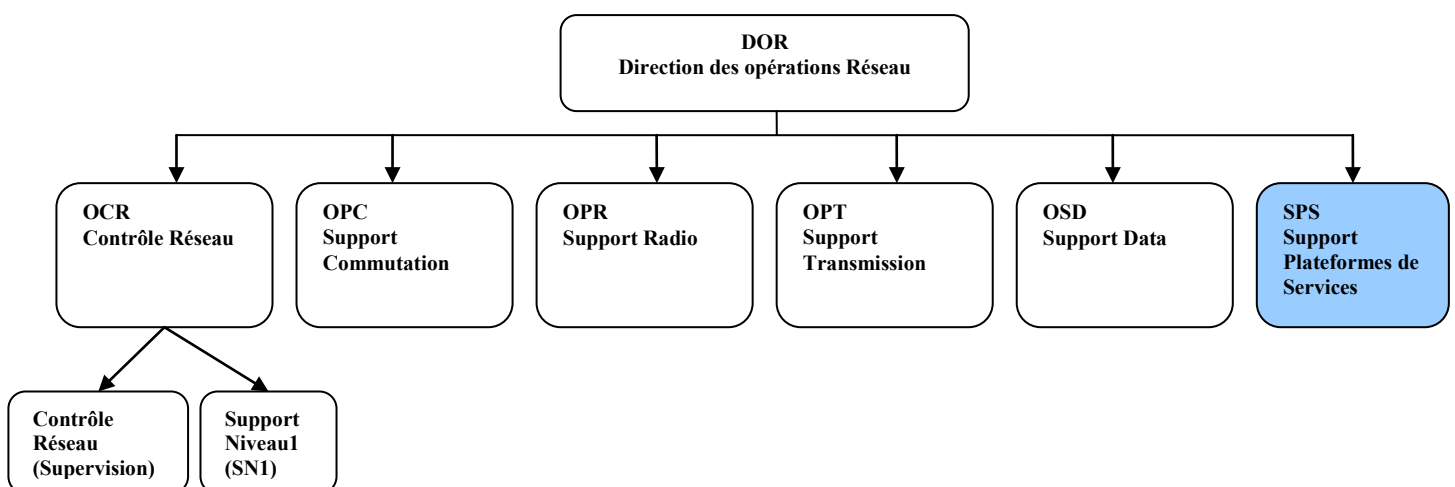 DOR
Direction des opérations Réseau
OCR
Contrôle Réseau
OPC
Support
Commutation
OPR
Support Radio
OPT
Support
Transmission
OSD
Support Data
SPS
Support
Plateformes de
Services
Contrôle
Réseau
(Supervision)
Support
Niveau1
(SN1)